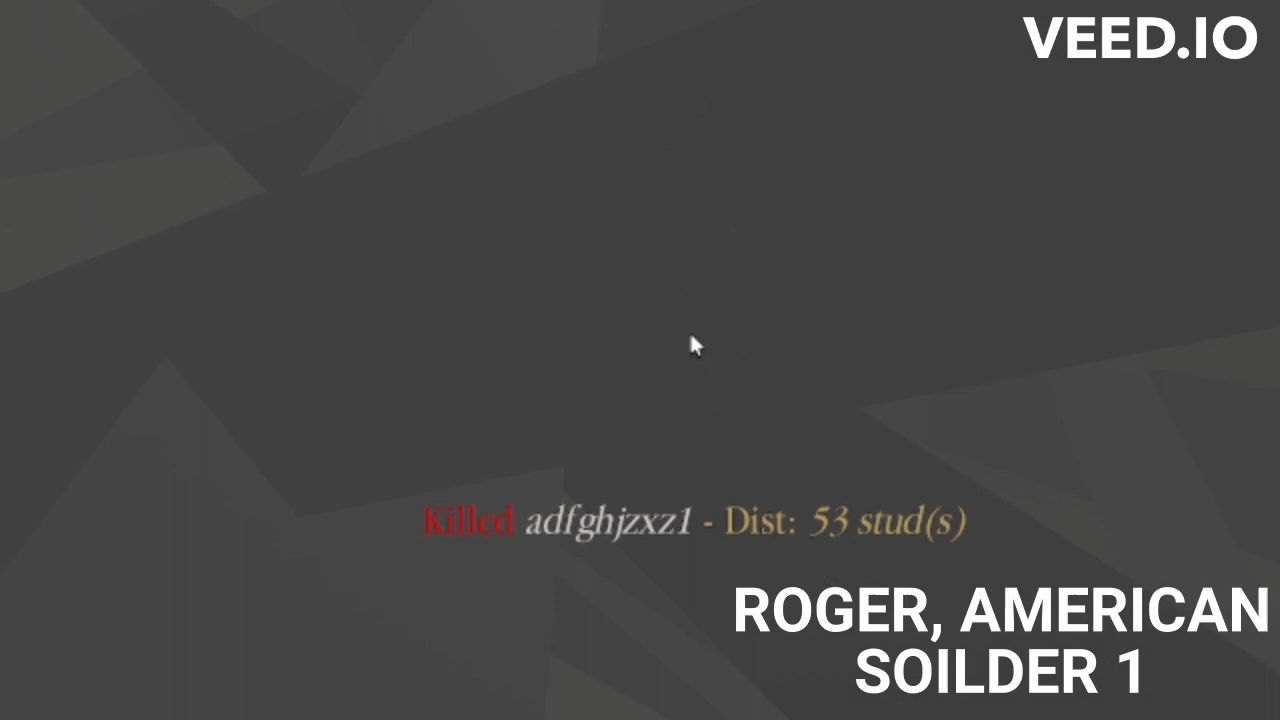 VEED.IO
Killed adfghjzxz1 - Dist: 53 stud(s)
ROGER, AMERICAN
SOILDER 1